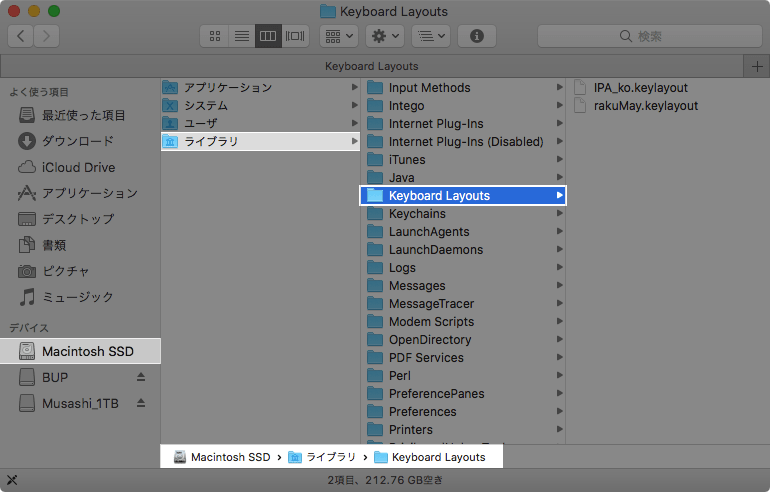 Keyboard Layouts
検索
Keyboard Layouts
よく使う項目
最近使った項目
ダウンロード
iCloud Drive
アプリケーション
デスクトップ
書類
ピクチャ
ミュージック
デバイス
Macintosh SSD
BUP
Musashi_1TB
アプリケーション
システム
ユーザ
ライブラリ
Input Methods
Intego
Internet Plug-Ins
Internet Plug-Ins (Disabled)
iTunes
Java
Keyboard Layouts
Keychains
LaunchAgents
LaunchDaemons
Logs
Messages
MessageTracer
Modem Scripts
OpenDirectory
PDF Services
Perl
PreferencePanes
Preferences
Printers
IPA_ko.keylayout
rakuMay.keylayout
Macintosh SSD › ライブラリ › Keyboard Layouts
2項目、212.76 GB空き